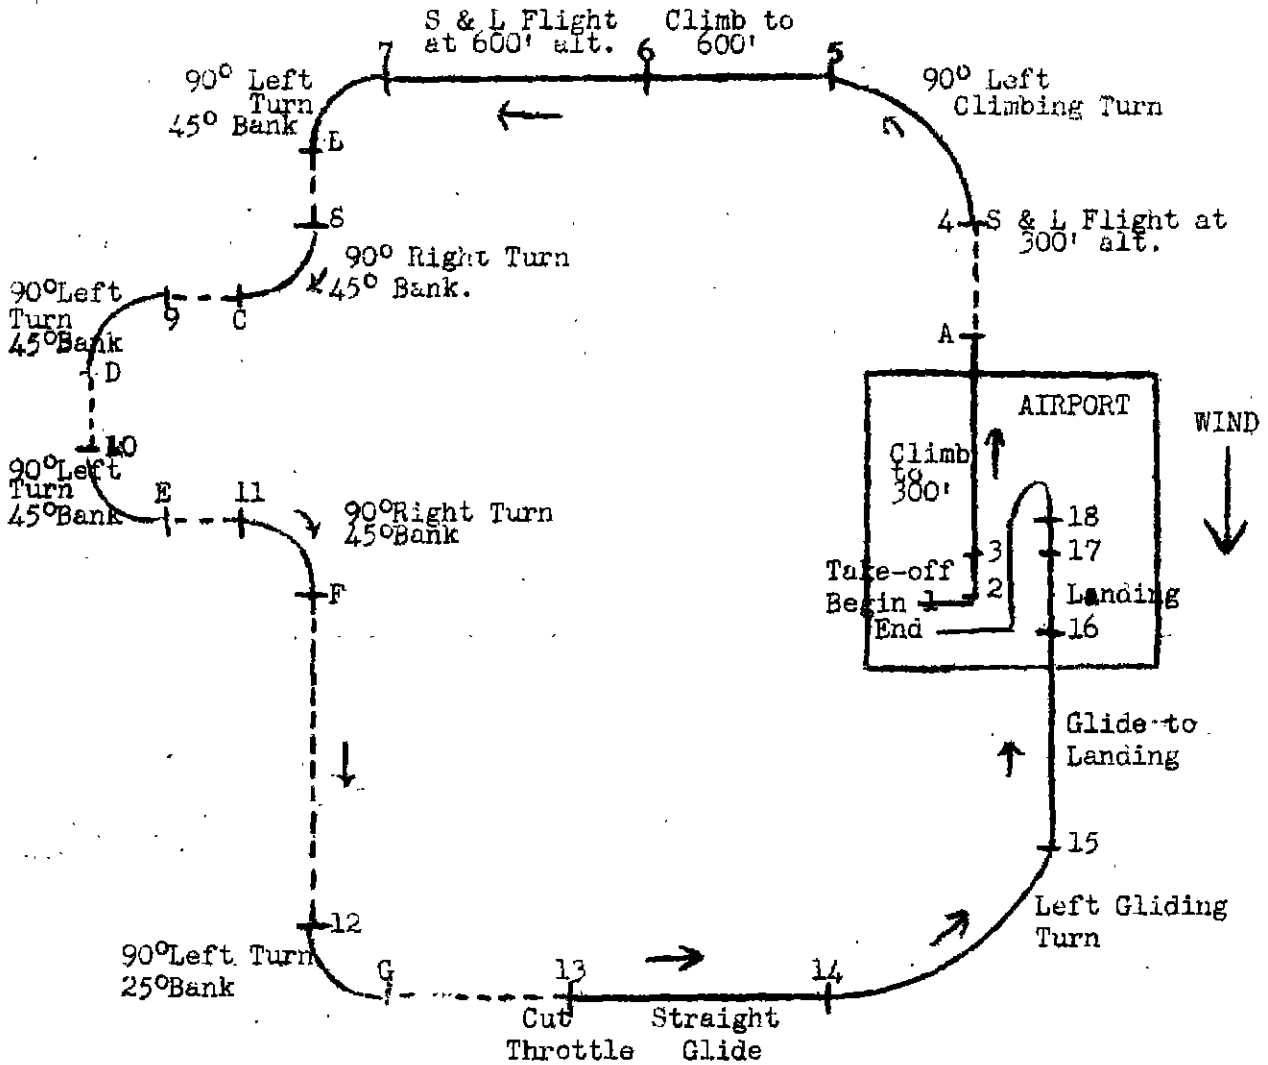 S & L Flight
at 600' alt.
Climb to
600'
7
6
5
90° Left
Turn
45° Bank
90° Left
Climbing Turn
B
8
4
S & L Flight at
300' alt.
90° Right Turn
45° Bank.
90°Left
Turn
45°Bank
9
C
A
D
AIRPORT
WIND
10
90°Left
Turn
45°Bank
E
11
90°Right Turn
45°Bank
Climb
to
300'
18
3
17
Take-off
2
Landing
Begin 1
End
16
F
Glide to
Landing
15
Left Gliding
Turn
12
90°Left Turn
25°Bank
G
13
14
Cut
Throttle
Straight
Glide